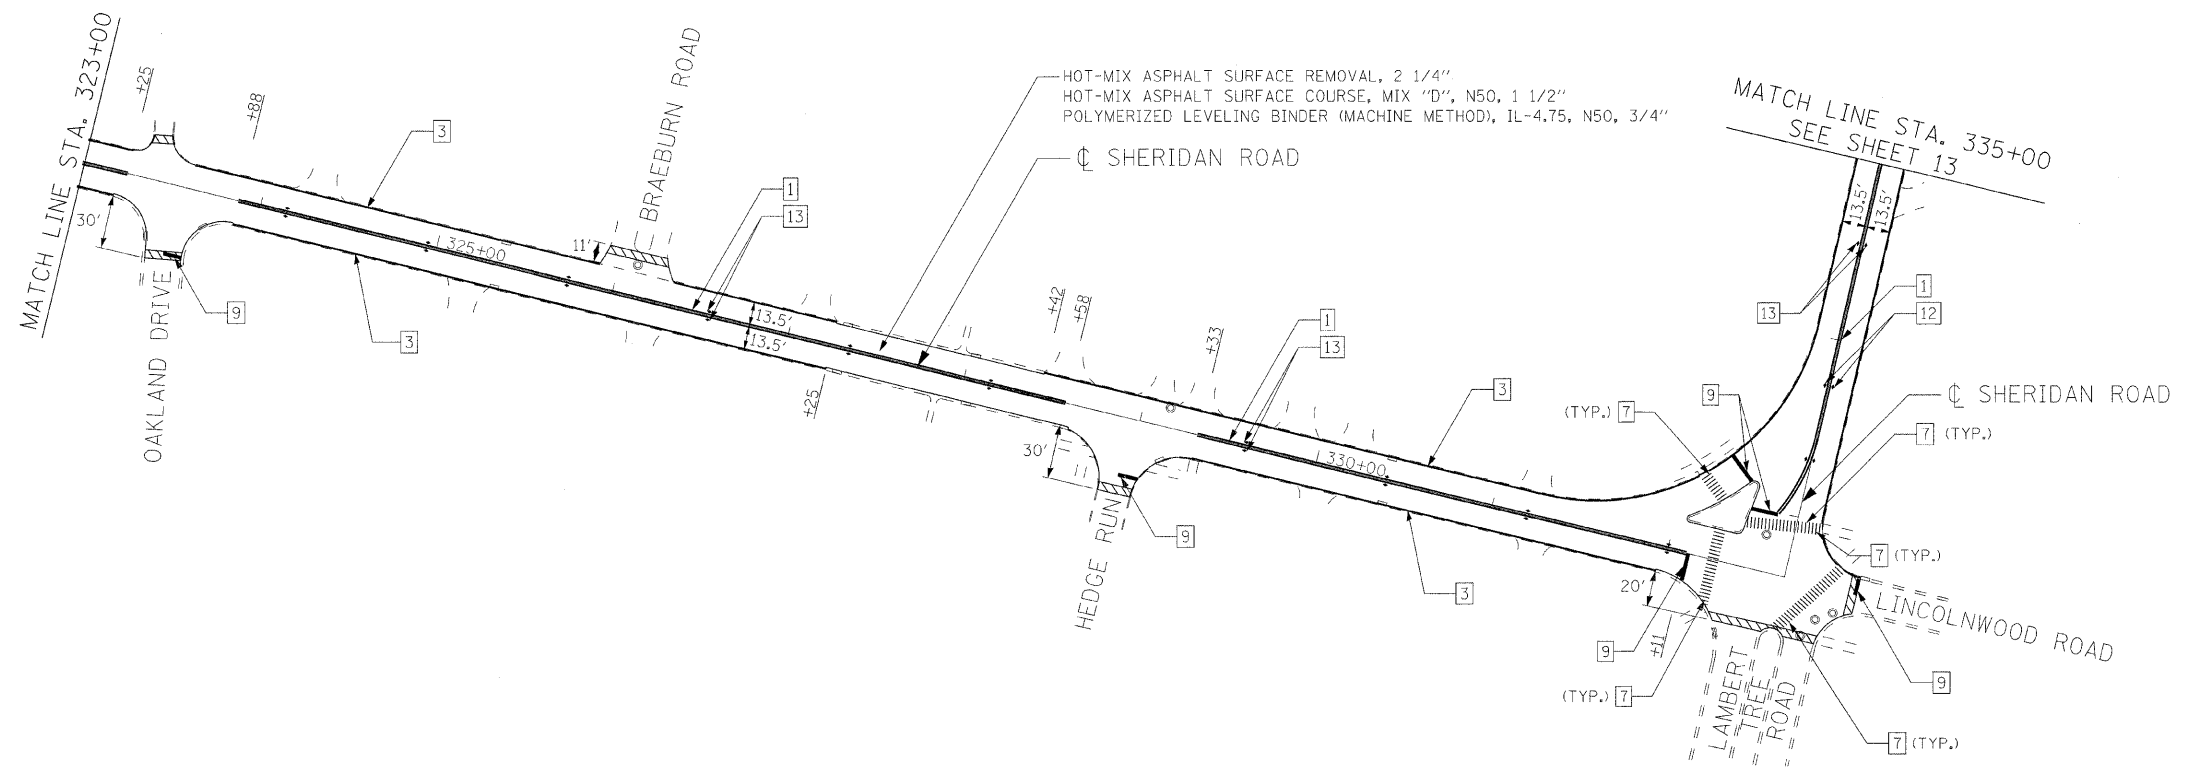 MATCH LINE STA. 323+00
+25
+88
3
BRAEBURN ROAD
HOT-MIX ASPHALT SURFACE REMOVAL, 2 1/4"
HOT-MIX ASPHALT SURFACE COURSE, MIX "D", N50, 1 1/2"
POLYMERIZED LEVELING BINDER (MACHINE METHOD), IL-4.75, N50, 3/4"
℄ SHERIDAN ROAD
MATCH LINE STA. 335+00
SEE SHEET 13
1
13
30'
325+00
11'
13.5'
13.5'
9
3
OAKLAND DRIVE
+42
+58
+33
+25
1
13
3
30'
330+00
HEDGE RUN
9
3
13.5'
13.5'
13
1
12
℄ SHERIDAN ROAD
(TYP.) 7
9
7 (TYP.)
7 (TYP.)
20'
+11
9
(TYP.) 7
LINCOLNWOOD ROAD
LAMBERT
TREE
ROAD
9
7 (TYP.)